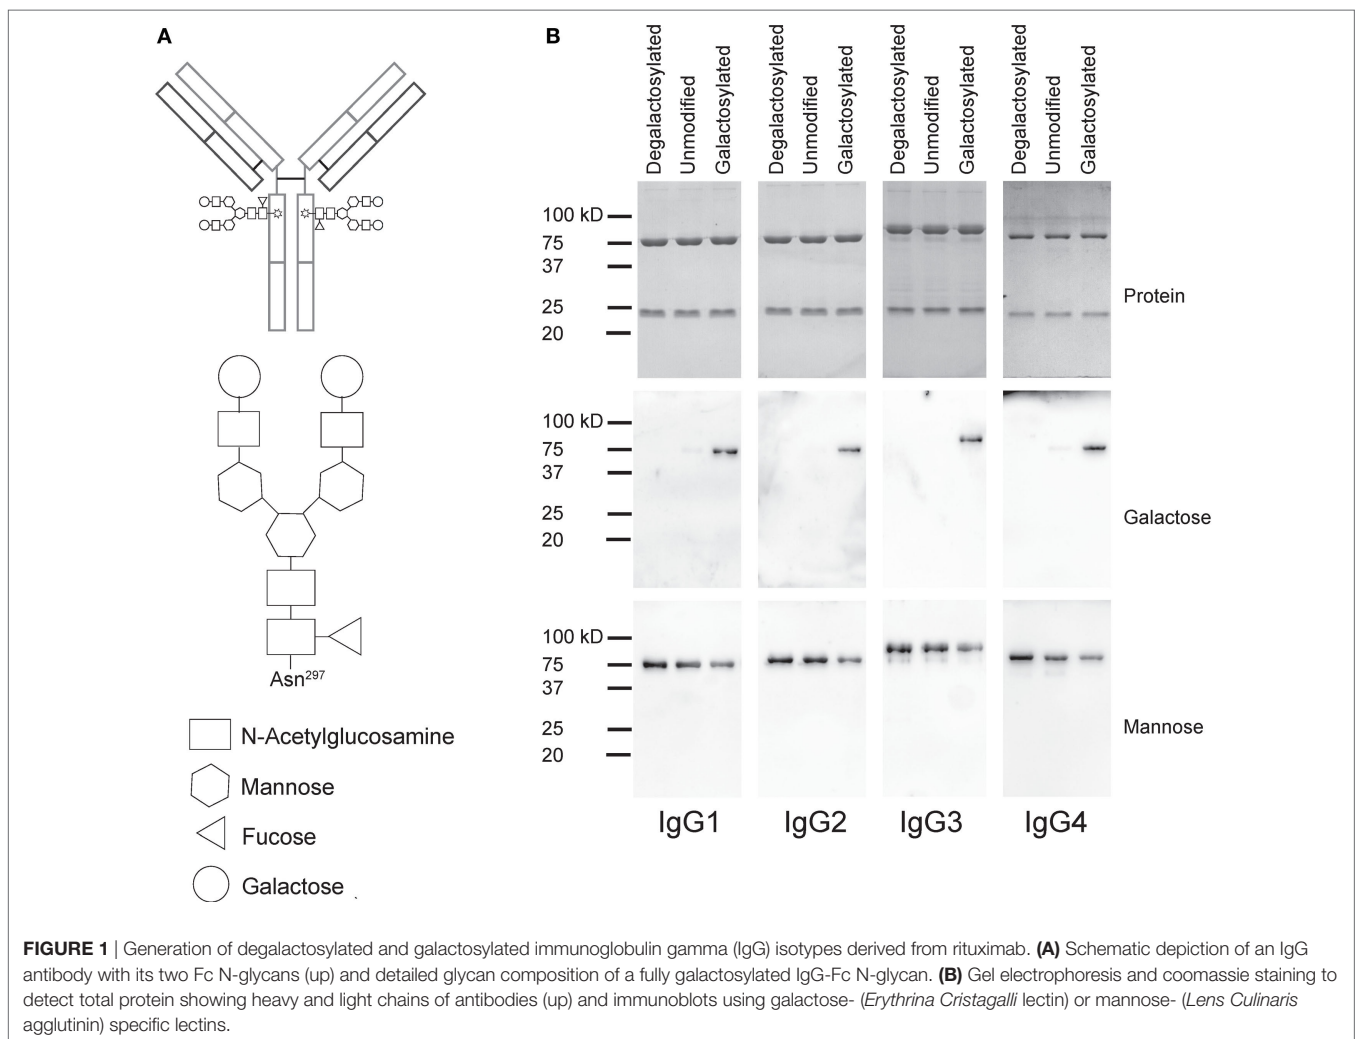 A
Asn²⁹⁷
N-Acetylglucosamine
Mannose
Fucose
Galactose
B
Degalactosylated
Unmodified
Galactosylated
Degalactosylated
Unmodified
Galactosylated
Degalactosylated
Unmodified
Galactosylated
Degalactosylated
Unmodified
Galactosylated
100 kD
75
37
25
20
Protein
100 kD
75
37
25
20
Galactose
100 kD
75
37
25
20
Mannose
IgG1 IgG2 IgG3 IgG4
FIGURE 1 | Generation of degalactosylated and galactosylated immunoglobulin gamma (IgG) isotypes derived from rituximab. (A) Schematic depiction of an IgG
antibody with its two Fc N-glycans (up) and detailed glycan composition of a fully galactosylated IgG-Fc N-glycan. (B) Gel electrophoresis and coomassie staining to
detect total protein showing heavy and light chains of antibodies (up) and immunoblots using galactose- (Erythrina Cristagalli lectin) or mannose- (Lens Culinaris
agglutinin) specific lectins.